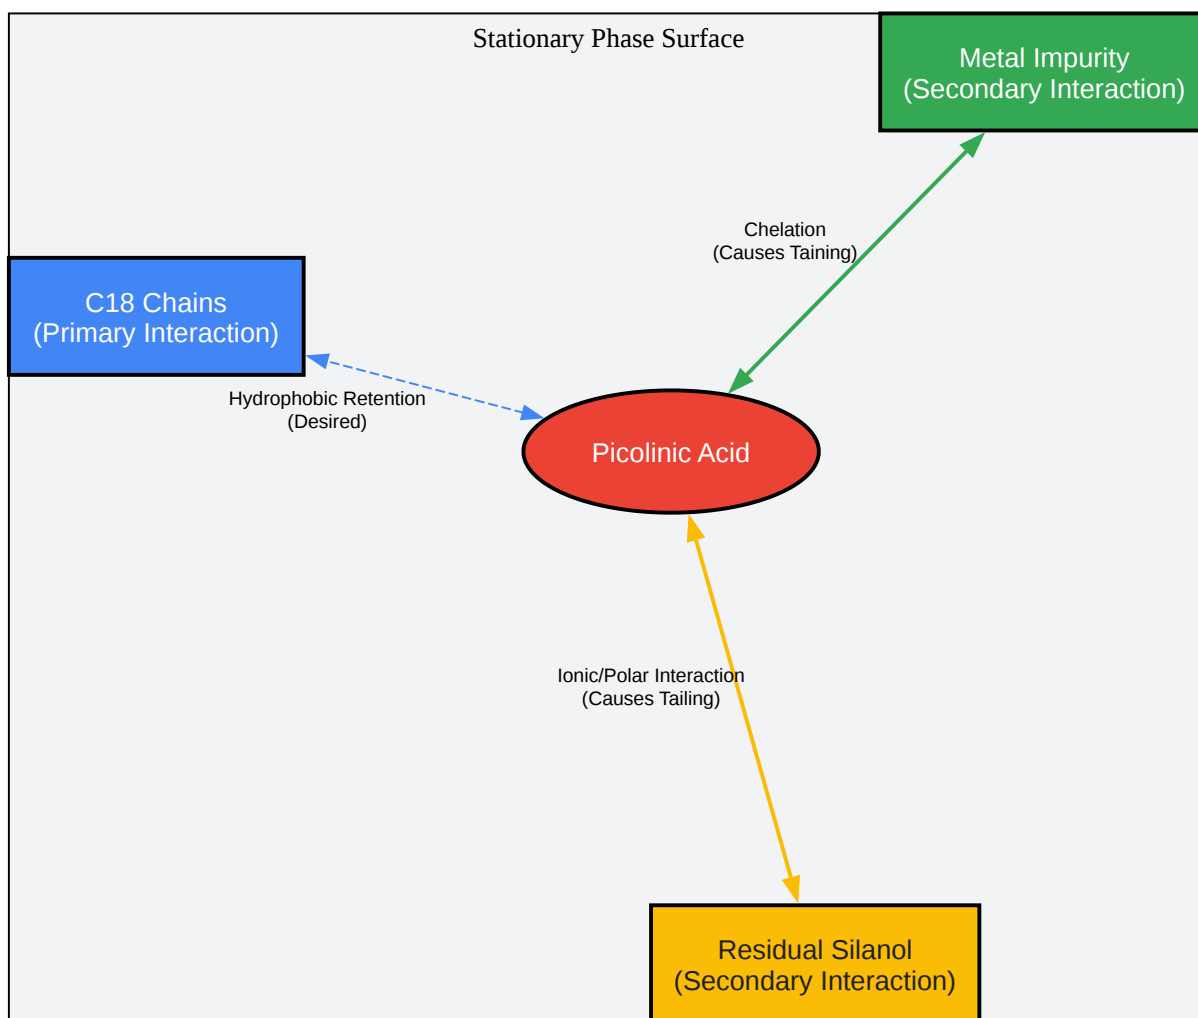 Stationary Phase Surface
Metal Impurity
(Secondary Interaction)
Chelation
(Causes Taining)
C18 Chains
(Primary Interaction)
Hydrophobic Retention
(Desired)
Picolinic Acid
Ionic/Polar Interaction
(Causes Tailing)
Residual Silanol
(Secondary Interaction)